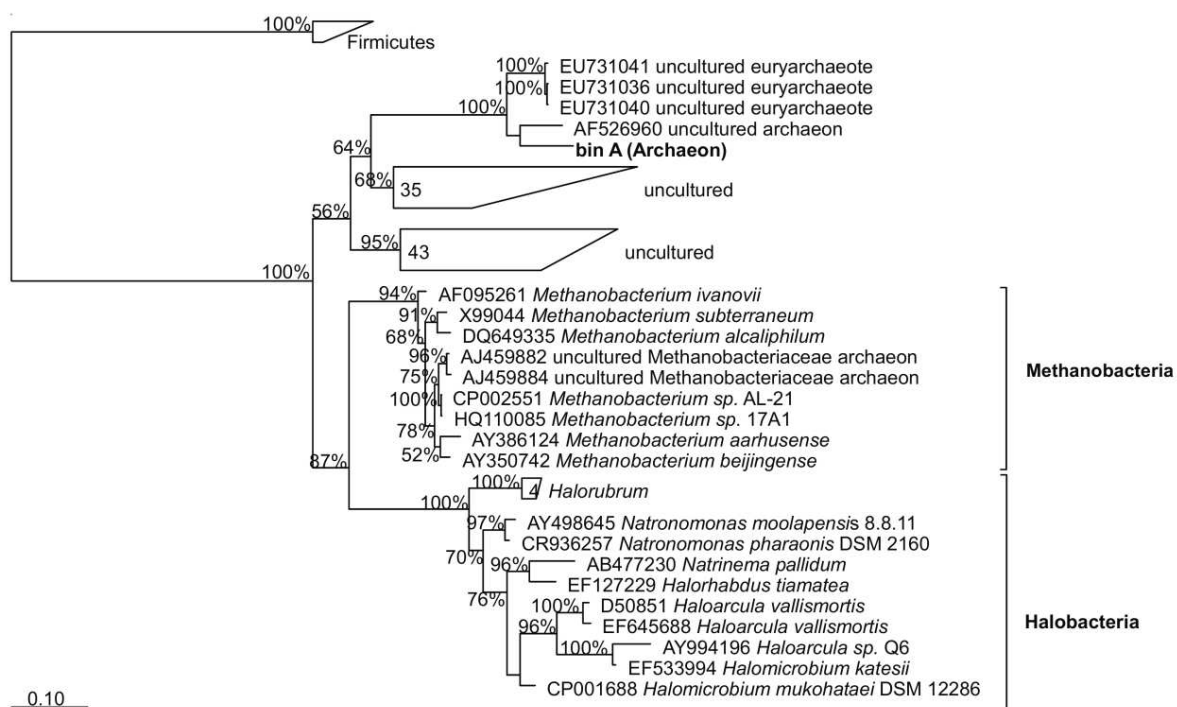 100%
Firmicutes
100% EU731041 uncultured euryarchaeote
100% EU731036 uncultured euryarchaeote
100% EU731040 uncultured euryarchaeote
AF526960 uncultured archaeon
64% bin A (Archaeon)
68% 35 uncultured
56%
95% 43 uncultured
100%
94% AF095261 Methanobacterium ivanovii
91% X99044 Methanobacterium subterraneum
68% DQ649335 Methanobacterium alcaliphilum
96% AJ459882 uncultured Methanobacteriaceae archaeon
75% AJ459884 uncultured Methanobacteriaceae archaeon
Methanobacteria
100% CP002551 Methanobacterium sp. AL-21
HQ110085 Methanobacterium sp. 17A1
78% AY386124 Methanobacterium aarhusense
52% AY350742 Methanobacterium beijingense
87%
100% 4 Halorubrum
100%
97% AY498645 Natronomonas moolapensis 8.8.11
CR936257 Natronomonas pharaonis DSM 2160
70%
96% AB477230 Natrinema pallidum
EF127229 Halorhabdus tiamatea
76%
100% D50851 Haloarcula vallismortis
Halobacteria
96% EF645688 Haloarcula vallismortis
100% AY994196 Haloarcula sp. Q6
EF533994 Halomicrobium katesii
CP001688 Halomicrobium mukohataei DSM 12286
0.10